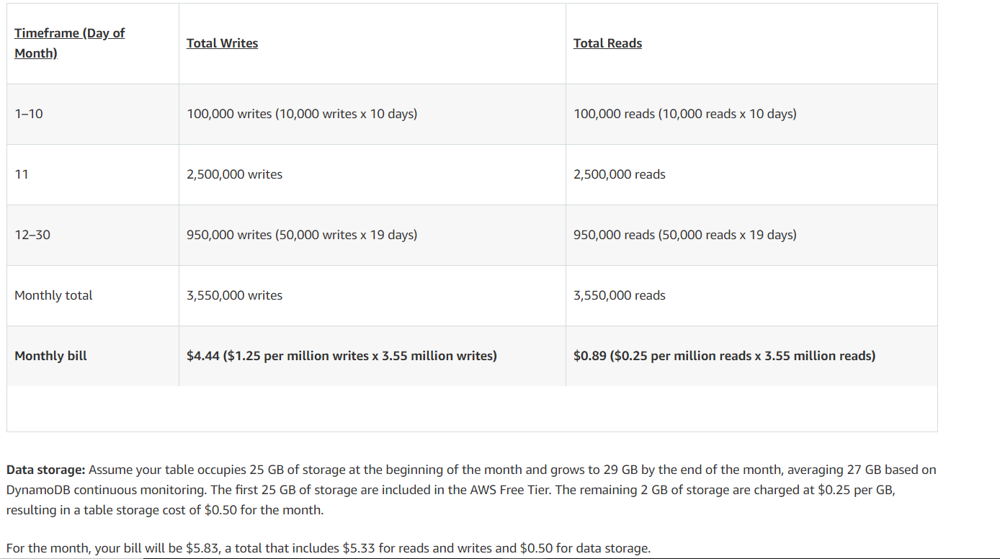 Timeframe (Day of
Month)
Total Writes
Total Reads
1–10
100,000 writes (10,000 writes x 10 days)
100,000 reads (10,000 reads x 10 days)
11
2,500,000 writes
2,500,000 reads
12–30
950,000 writes (50,000 writes x 19 days)
950,000 reads (50,000 reads x 19 days)
Monthly total
3,550,000 writes
3,550,000 reads
Monthly bill
$4.44 ($1.25 per million writes x 3.55 million writes)
$0.89 ($0.25 per million reads x 3.55 million reads)
Data storage: Assume your table occupies 25 GB of storage at the beginning of the month and grows to 29 GB by the end of the month, averaging 27 GB based on
DynamoDB continuous monitoring. The first 25 GB of storage are included in the AWS Free Tier. The remaining 2 GB of storage are charged at $0.25 per GB,
resulting in a table storage cost of $0.50 for the month.
For the month, your bill will be $5.83, a total that includes $5.33 for reads and writes and $0.50 for data storage.